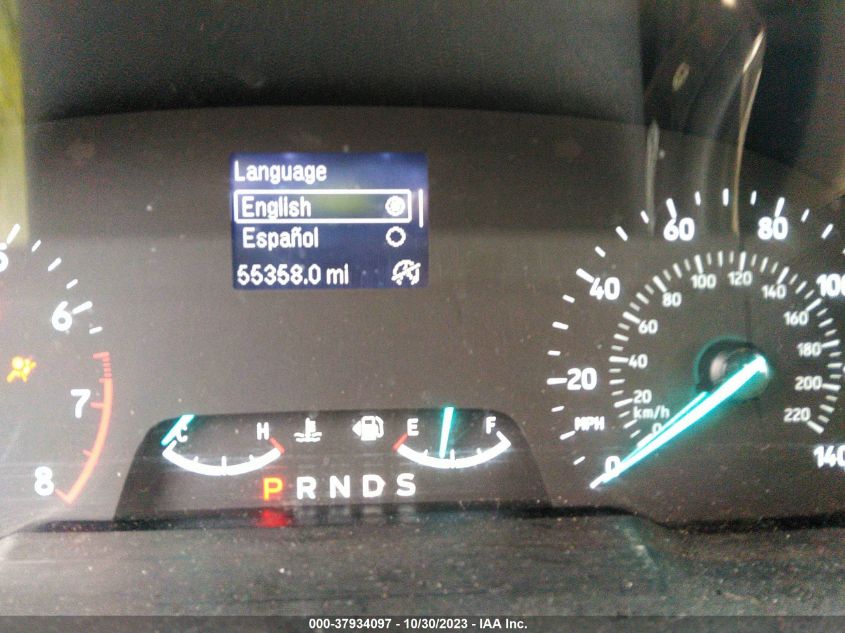 Language
English
Español
55358.0 mi
6
7
8
C H E F
P R N D S
0 20 40 60 80 100 140
MPH
km/h
0 20 40 60 80 100 120 140 160 180 200 220
000-37934097 - 10/30/2023 - IAA Inc.